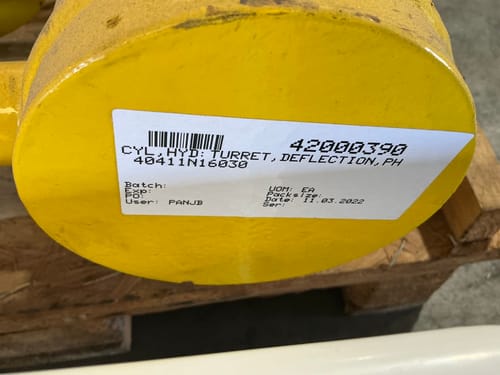 42000390
CYL,HYD: TURRET, DEFLECTION, PH
40411N16030
Batch:
Exp:
PO:
User: PANJB
UOM: EA
Packsize:
Date: 11.03.2022
Ser: